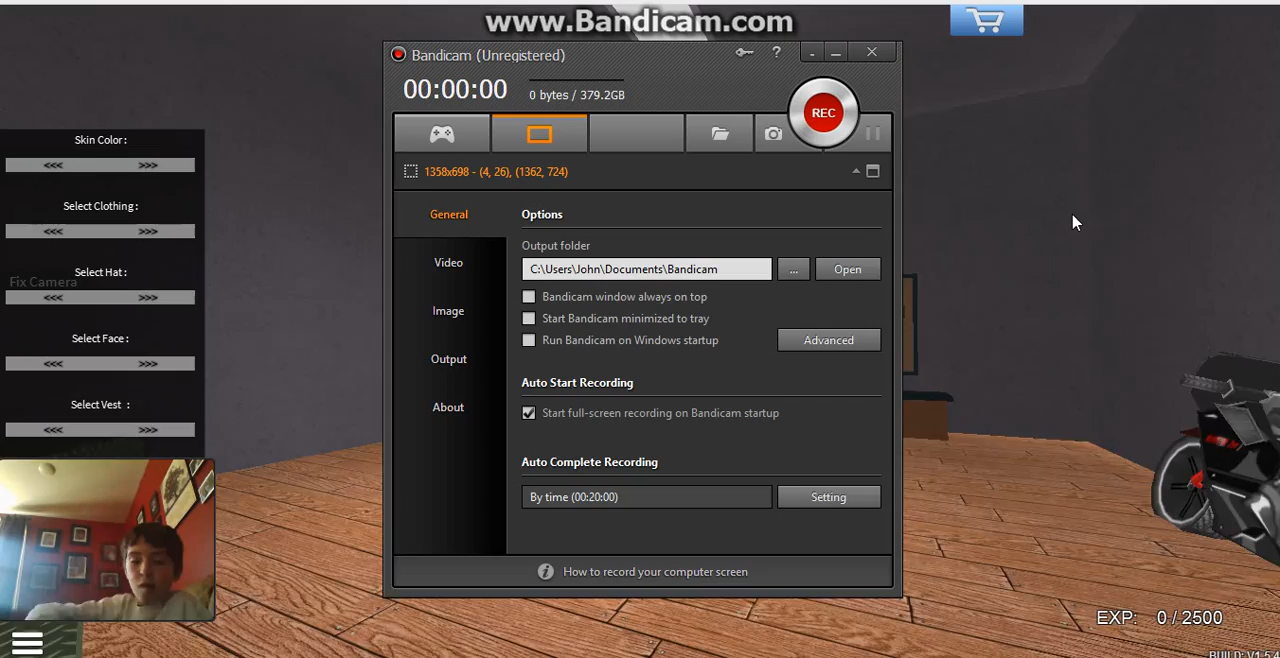 www.Bandicam.com
Bandicam (Unregistered)
?
00:00:00
0 bytes / 379.2GB
REC
1358x698 - (4, 26), (1362, 724)
General
Video
Image
Output
About
Options
Output folder
C:\Users\John\Documents\Bandicam
...
Open
Bandicam window always on top
Start Bandicam minimized to tray
Run Bandicam on Windows startup
Advanced
Auto Start Recording
Start full-screen recording on Bandicam startup
Auto Complete Recording
By time (00:20:00)
Setting
How to record your computer screen
Skin Color:
<<< >>>
Select Clothing:
<<< >>>
Select Hat:
Fix Camera
<<< >>>
Select Face:
<<< >>>
Select Vest :
<<< >>>
EXP: 0 / 2500
BUILD: V1.5.4